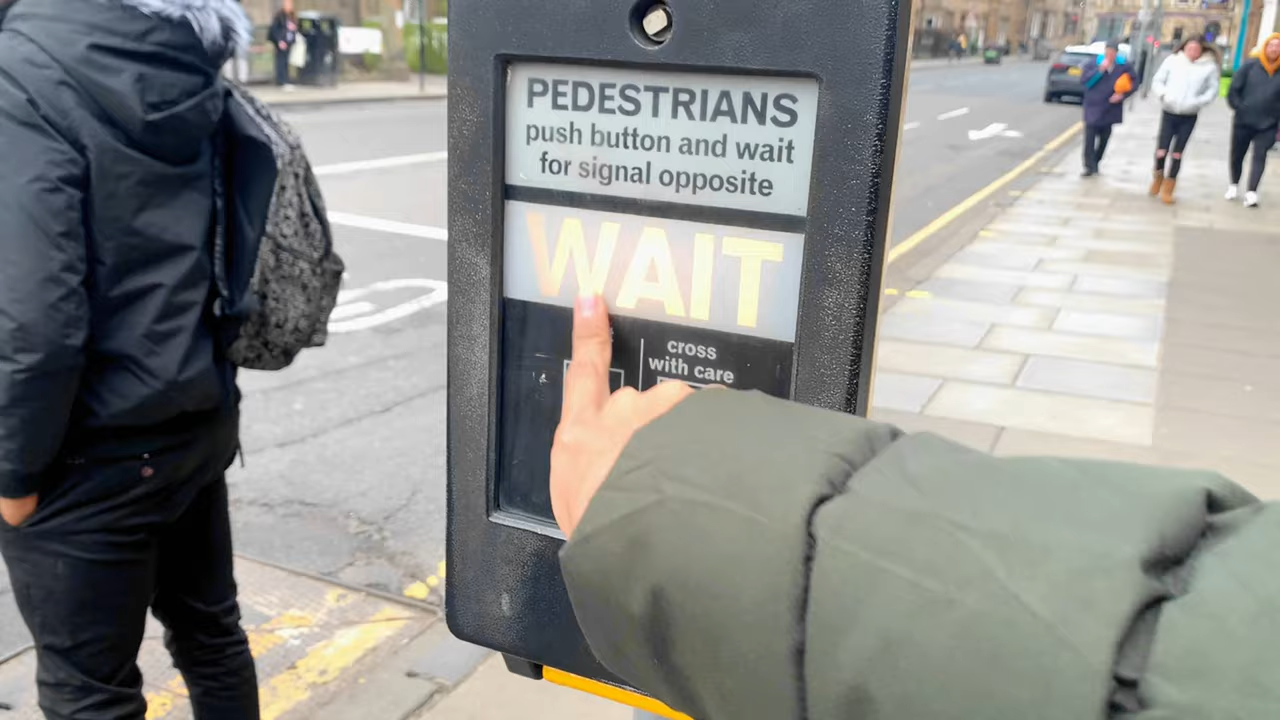 PEDESTRIANS
push button and wait
for signal opposite
WAIT
cross
with care